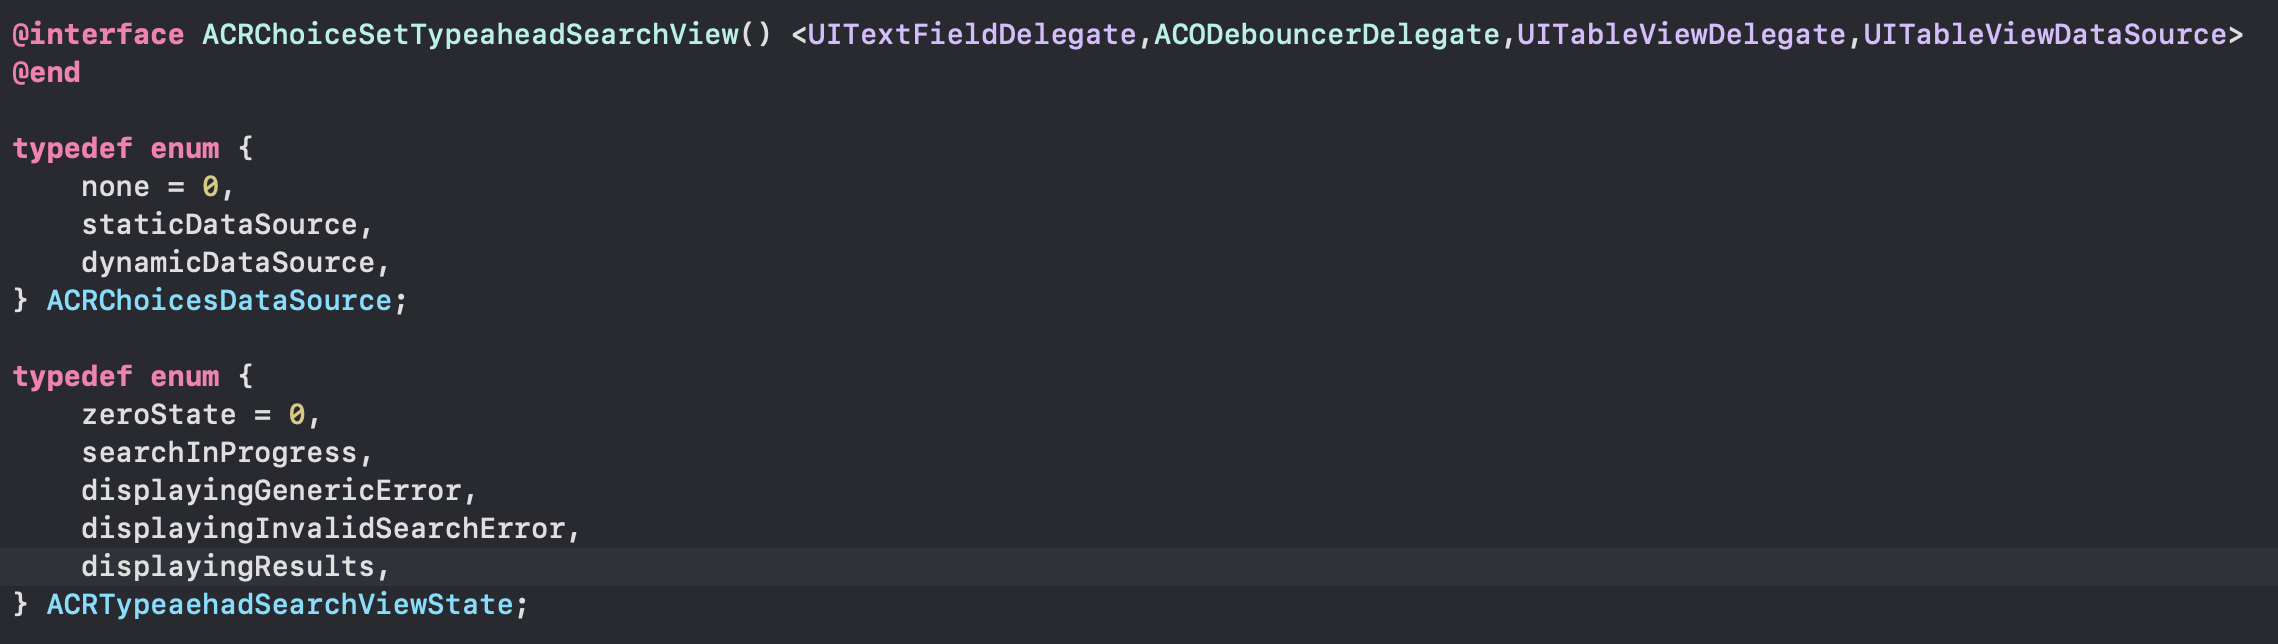 @interface ACRChoiceSetTypeaheadSearchView() <UITextFieldDelegate,ACODebouncerDelegate,UITableViewDelegate,UITableViewDataSource>
@end
typedef enum {
none = 0,
staticDataSource,
dynamicDataSource,
} ACRChoicesDataSource;
typedef enum {
zeroState = 0,
searchInProgress,
displayingGenericError,
displayingInvalidSearchError,
displayingResults,
} ACRTypeaehadSearchViewState;